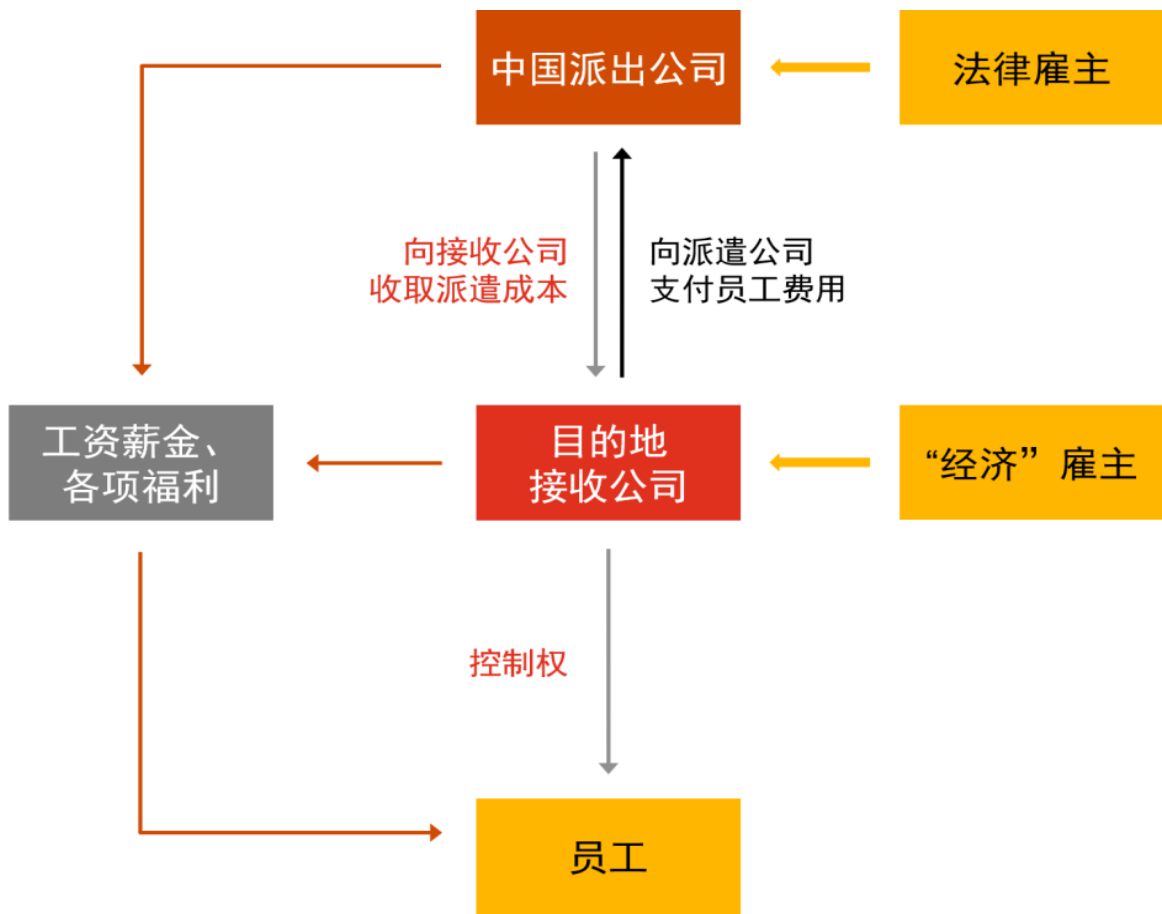 中国派出公司
法律雇主
向接收公司
收取派遣成本
向派遣公司
支付员工费用
工资薪金、
各项福利
目的地
接收公司
“经济”雇主
控制权
员工